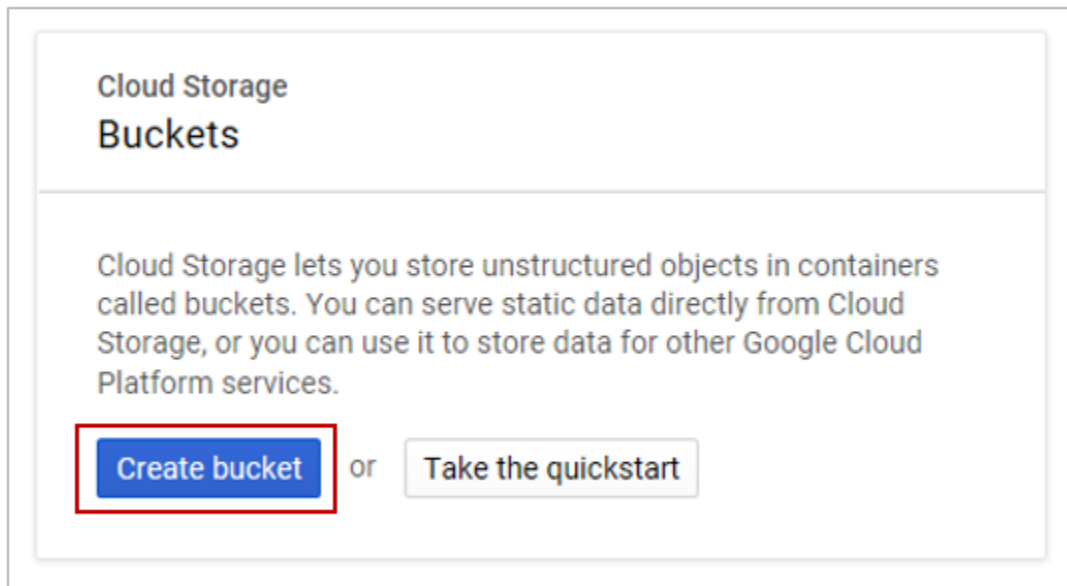 Cloud Storage
Buckets
Cloud Storage lets you store unstructured objects in containers
called buckets. You can serve static data directly from Cloud
Storage, or you can use it to store data for other Google Cloud
Platform services.
Create bucket or Take the quickstart